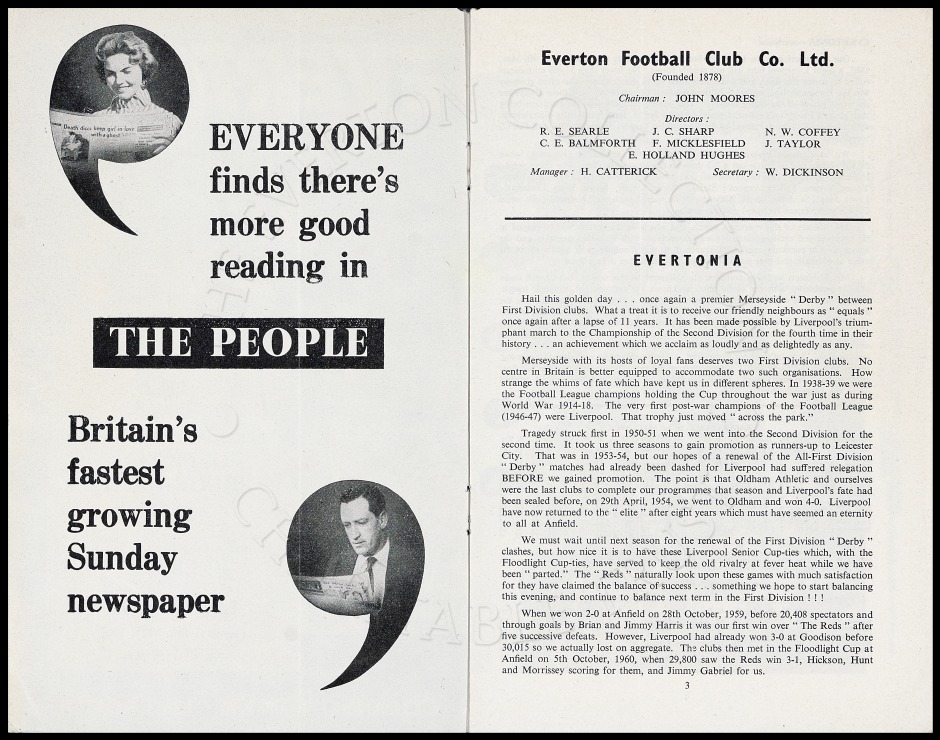 Death disco keeps girl in love
with a ghost
EVERYONE
finds there's
more good
reading in
THE PEOPLE
Britain's
fastest
growing
Sunday
newspaper
Everton Football Club Co. Ltd.
(Founded 1878)
Chairman : JOHN MOORES
Directors :
R. E. SEARLE J. C. SHARP N. W. COFFEY
C. E. BALMFORTH F. MICKLESFIELD J. TAYLOR
E. HOLLAND HUGHES
Manager : H. CATTERICK Secretary : W. DICKINSON
EVERTONIA
Hail this golden day . . . once again a premier Merseyside " Derby " between
First Division clubs. What a treat it is to receive our friendly neighbours as " equals "
once again after a lapse of 11 years. It has been made possible by Liverpool's trium-
phant march to the Championship of the Second Division for the fourth time in their
history . . . an achievement which we acclaim as loudly and as delightedly as any.
Merseyside with its hosts of loyal fans deserves two First Division clubs. No
centre in Britain is better equipped to accommodate two such organisations. How
strange the whims of fate which have kept us in different spheres. In 1938-39 we were
the Football League champions holding the Cup throughout the war just as during
World War 1914-18. The very first post-war champions of the Football League
(1946-47) were Liverpool. That trophy just moved " across the park."
Tragedy struck first in 1950-51 when we went into the Second Division for the
second time. It took us three seasons to gain promotion as runners-up to Leicester
City. That was in 1953-54, but our hopes of a renewal of the All-First Division
" Derby " matches had already been dashed for Liverpool had suffered relegation
BEFORE we gained promotion. The point is that Oldham Athletic and ourselves
were the last clubs to complete our programmes that season and Liverpool's fate had
been sealed before, on 29th April, 1954, we went to Oldham and won 4-0. Liverpool
have now returned to the " elite " after eight years which must have seemed an eternity
to all at Anfield.
We must wait until next season for the renewal of the First Division " Derby "
clashes, but how nice it is to have these Liverpool Senior Cup-ties which, with the
Floodlight Cup-ties, have served to keep the old rivalry at fever heat while we have
been " parted." The " Reds " naturally look upon these games with much satisfaction
for they have claimed the balance of success . . . something we hope to start balancing
this evening, and continue to balance next term in the First Division ! ! !
When we won 2-0 at Anfield on 28th October, 1959, before 20,408 spectators and
through goals by Brian and Jimmy Harris it was our first win over " The Reds " after
five successive defeats. However, Liverpool had already won 3-0 at Goodison before
30,015 so we actually lost on aggregate. The clubs then met in the Floodlight Cup at
Anfield on 5th October, 1960, when 29,800 saw the Reds win 3-1, Hickson, Hunt
and Morrissey scoring for them, and Jimmy Gabriel for us.
3